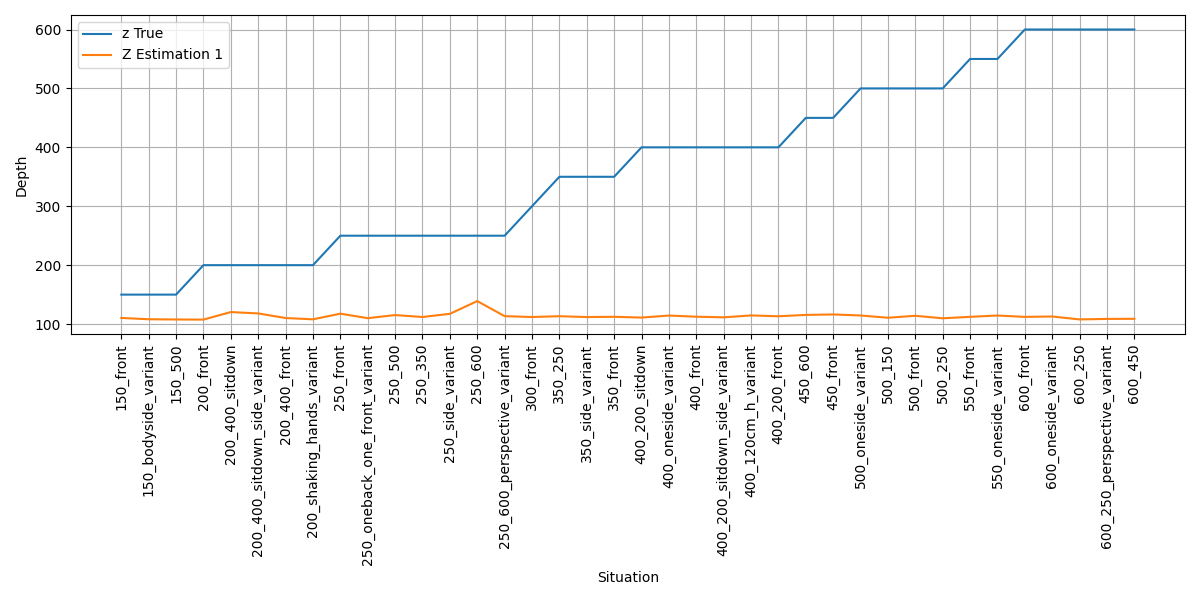 z True
Z Estimation 1
600
500
400
300
200
100
Depth
150_front
150_bodyside_variant
150_500
200_front
200_400_sitdown
200_400_sitdown_side_variant
200_400_front
200_shaking_hands_variant
250_front
250_oneback_one_front_variant
250_500
250_350
250_side_variant
250_600
250_600_perspective_variant
300_front
350_250
350_side_variant
350_front
400_200_sitdown
400_oneside_variant
400_front
400_200_sitdown_side_variant
400_120cm_h_variant
400_200_front
450_600
450_front
500_oneside_variant
500_150
500_front
500_250
550_front
550_oneside_variant
600_front
600_oneside_variant
600_250
600_250_perspective_variant
600_450
Situation